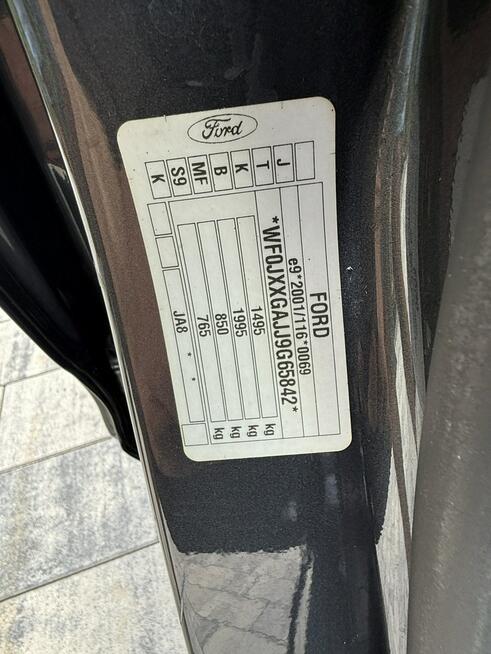 Ford
FORD
e9*2001/116*0069
*WF0JXXGAJJ9G65842*
1495 kg
1995 kg
850 kg
765 kg
JA8 * *
J
T
K
B
MF
S9
K